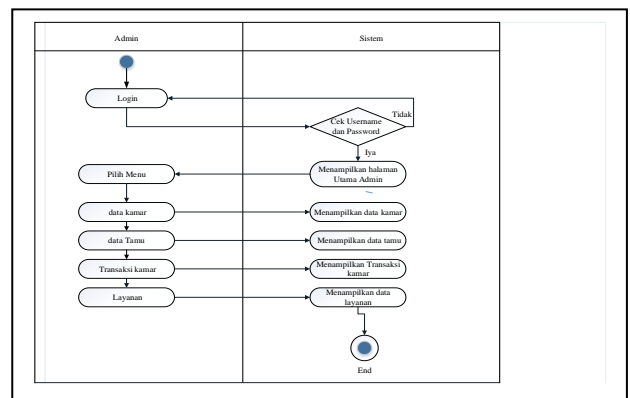 Admin
Sistem
Login
Cek Username
dan Password
Tidak
Iya
Pilih Menu
Menampilkan halaman
Utama Admin
data kamar
Menampilkan data kamar
data Tamu
Menampilkan data tamu
Transaksi kamar
Menampilkan Transaksi
kamar
Layanan
Menampilkan data
layanan
End